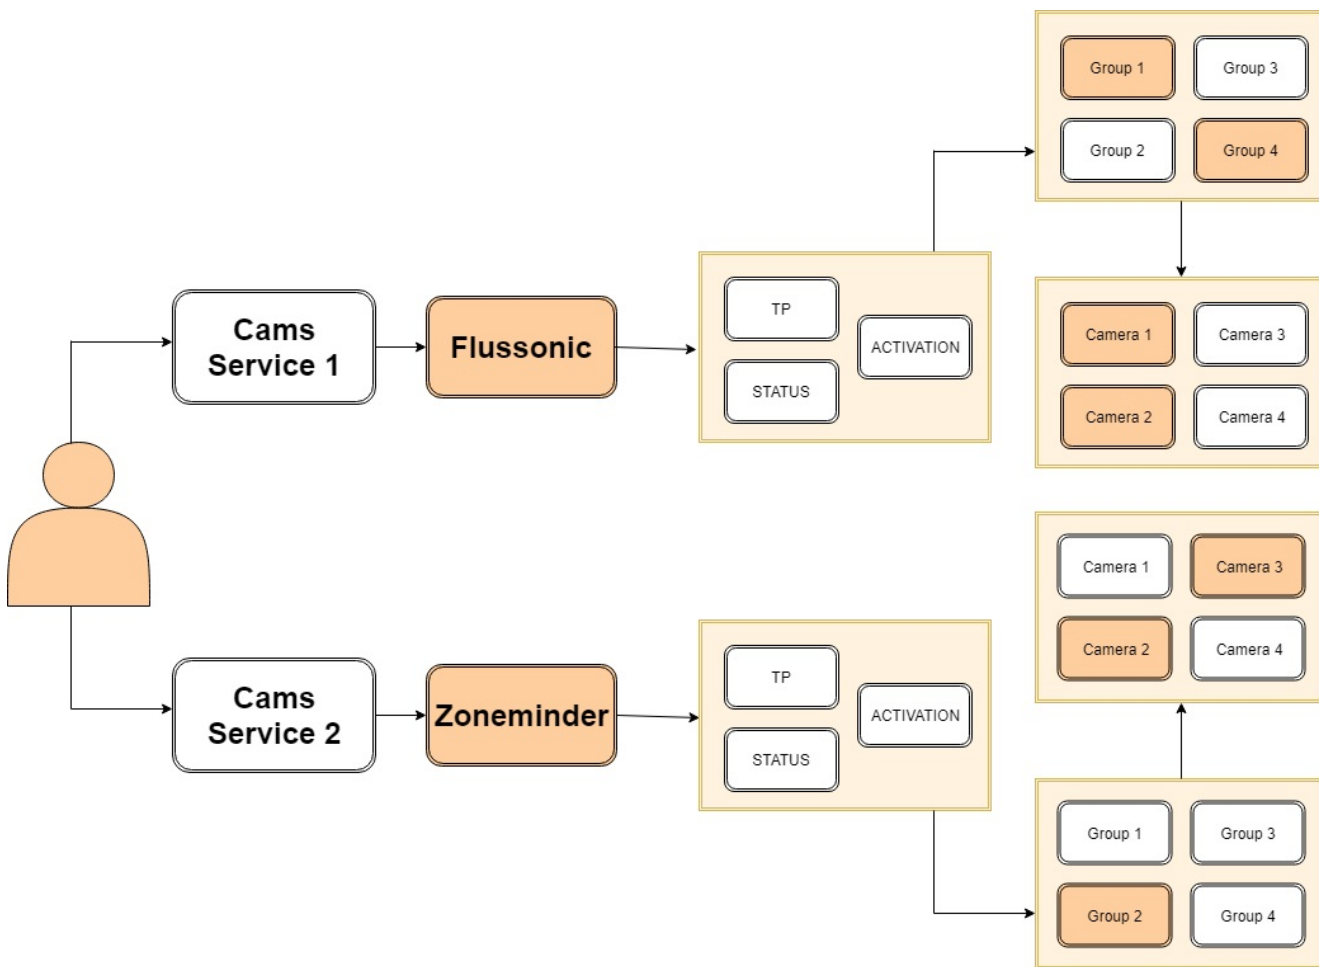 Group 1
Group 3
Group 2
Group 4
Cams
Service 1
Flussonic
TP
STATUS
ACTIVATION
Camera 1
Camera 3
Camera 2
Camera 4
Cams
Service 2
Zoneminder
TP
STATUS
ACTIVATION
Camera 1
Camera 3
Camera 2
Camera 4
Group 1
Group 3
Group 2
Group 4